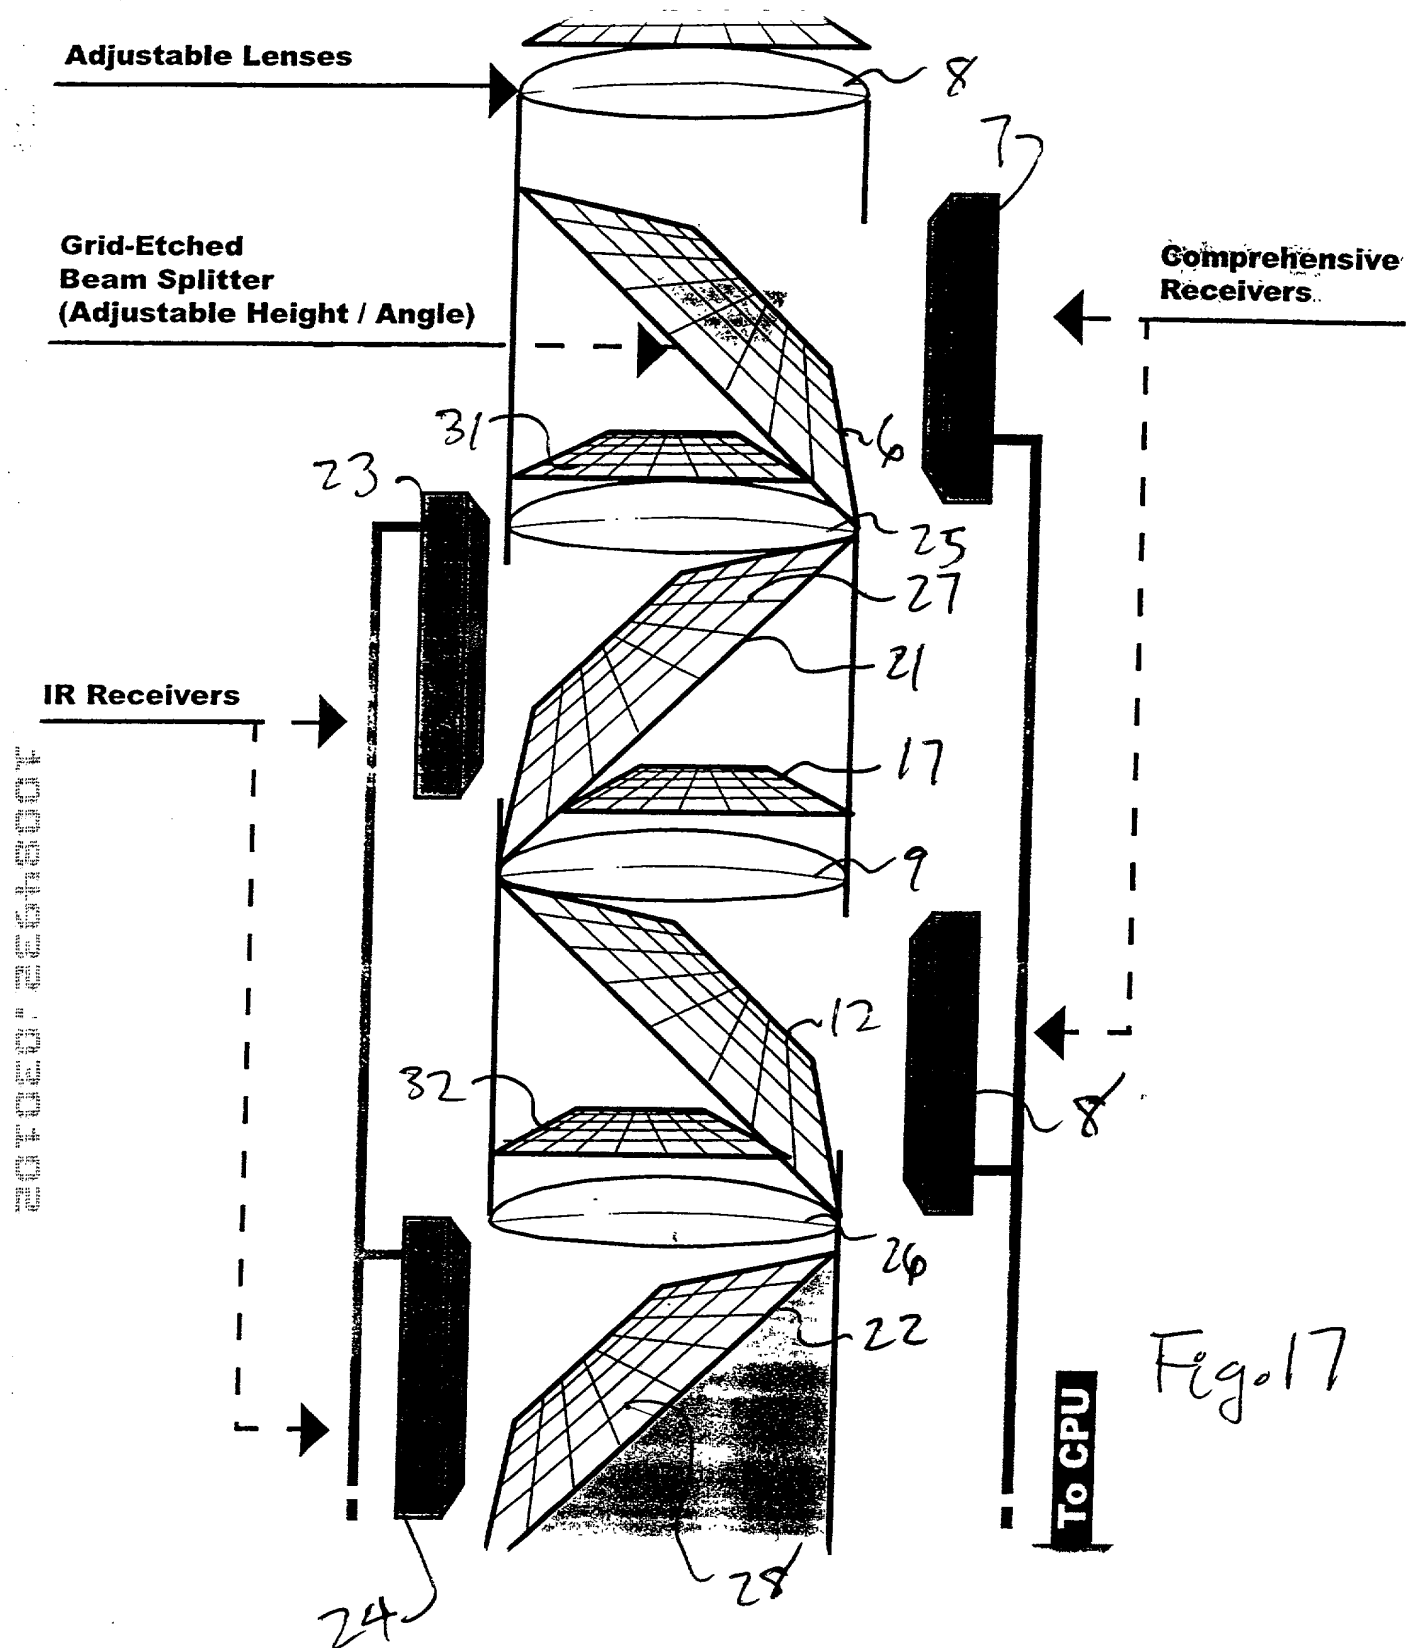 Adjustable Lenses
8
7
Grid-Etched
Beam Splitter
(Adjustable Height / Angle)
Comprehensive
Receivers
31
6
23
25
27
21
IR Receivers
17
9
12
32
8'
26
22
Fig.17
To CPU
28
24